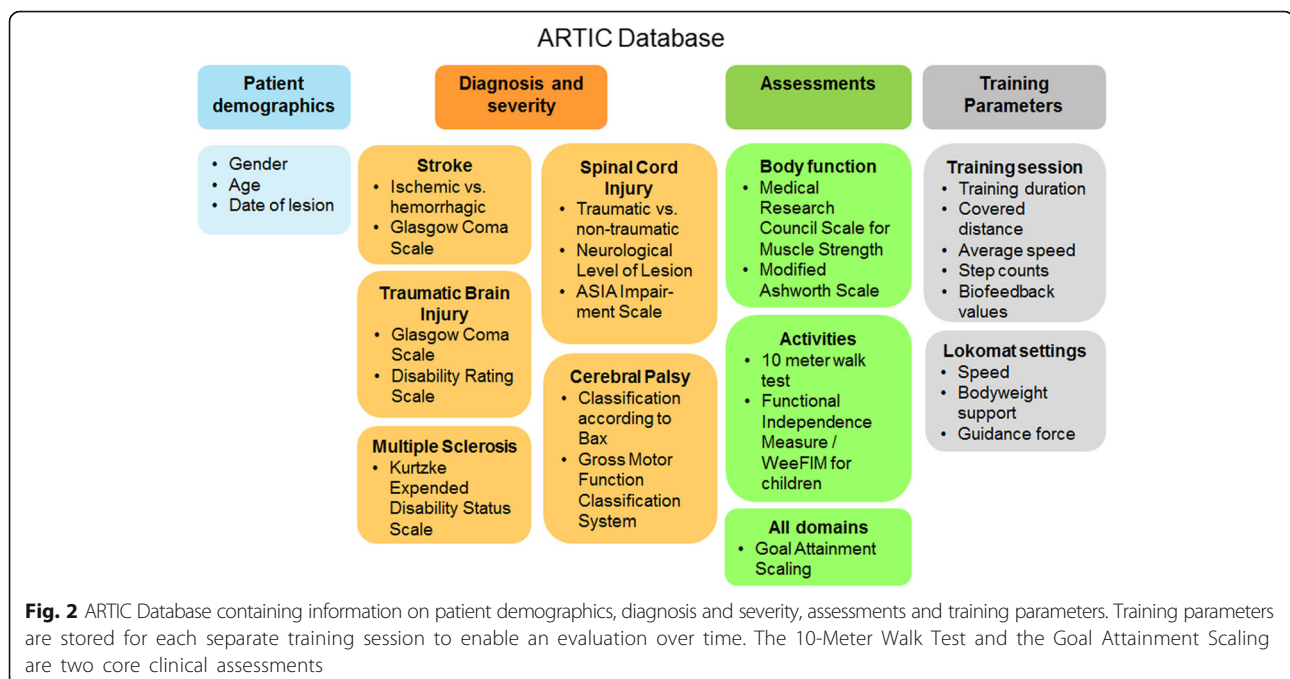 ARTIC Database
Patient
demographics
• Gender
• Age
• Date of lesion
Diagnosis and
severity
Stroke
• Ischemic vs.
hemorrhagic
• Glasgow Coma
Scale
Traumatic Brain
Injury
• Glasgow Coma
Scale
• Disability Rating
Scale
Multiple Sclerosis
• Kurtzke
Expended
Disability Status
Scale
Spinal Cord
Injury
• Traumatic vs.
non-traumatic
• Neurological
Level of Lesion
• ASIA Impair-
ment Scale
Cerebral Palsy
• Classification
according to
Bax
• Gross Motor
Function
Classification
System
Assessments
Body function
• Medical
Research
Council Scale for
Muscle Strength
• Modified
Ashworth Scale
Activities
• 10 meter walk
test
• Functional
Independence
Measure /
WeeFIM for
children
All domains
• Goal Attainment
Scaling
Training
Parameters
Training session
• Training duration
• Covered
distance
• Average speed
• Step counts
• Biofeedback
values
Lokomat settings
• Speed
• Bodyweight
support
• Guidance force
Fig. 2 ARTIC Database containing information on patient demographics, diagnosis and severity, assessments and training parameters. Training parameters
are stored for each separate training session to enable an evaluation over time. The 10-Meter Walk Test and the Goal Attainment Scaling
are two core clinical assessments